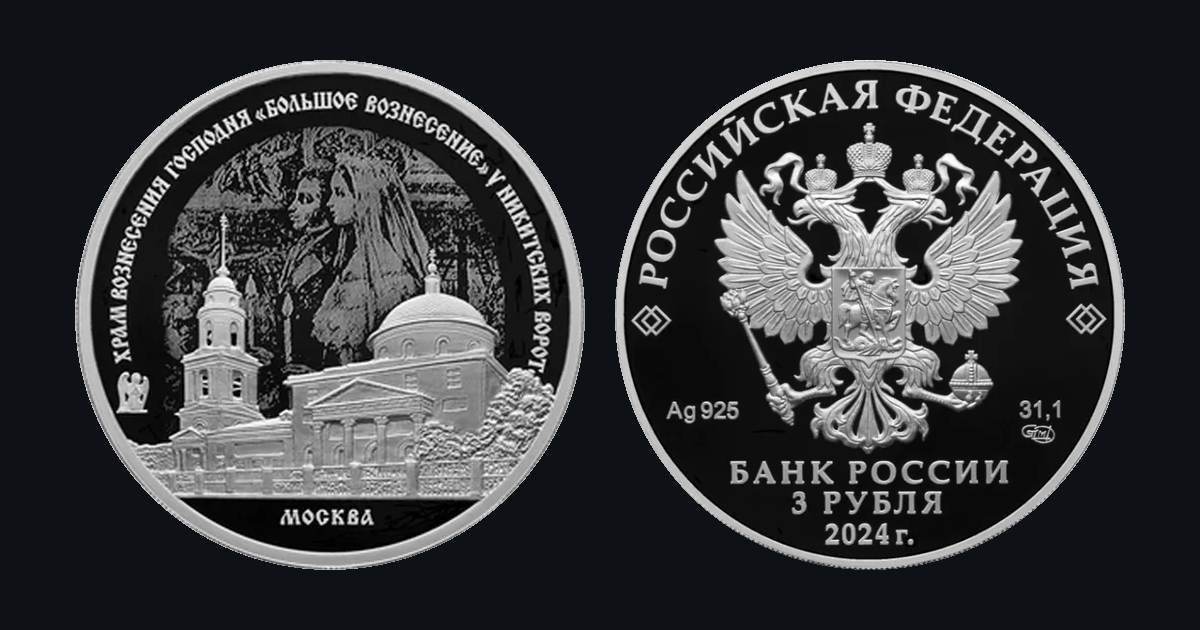 ХРАМ ВОЗНЕСЕНИЯ ГОСПОДНЯ «БОЛЬШОЕ ВОЗНЕСЕНИЕ» У НИКИТСКИХ ВОРОТ
МОСКВА
РОССИЙСКАЯ ФЕДЕРАЦИЯ
Ag 925
31,1
БАНК РОССИИ
3 РУБЛЯ
2024 г.